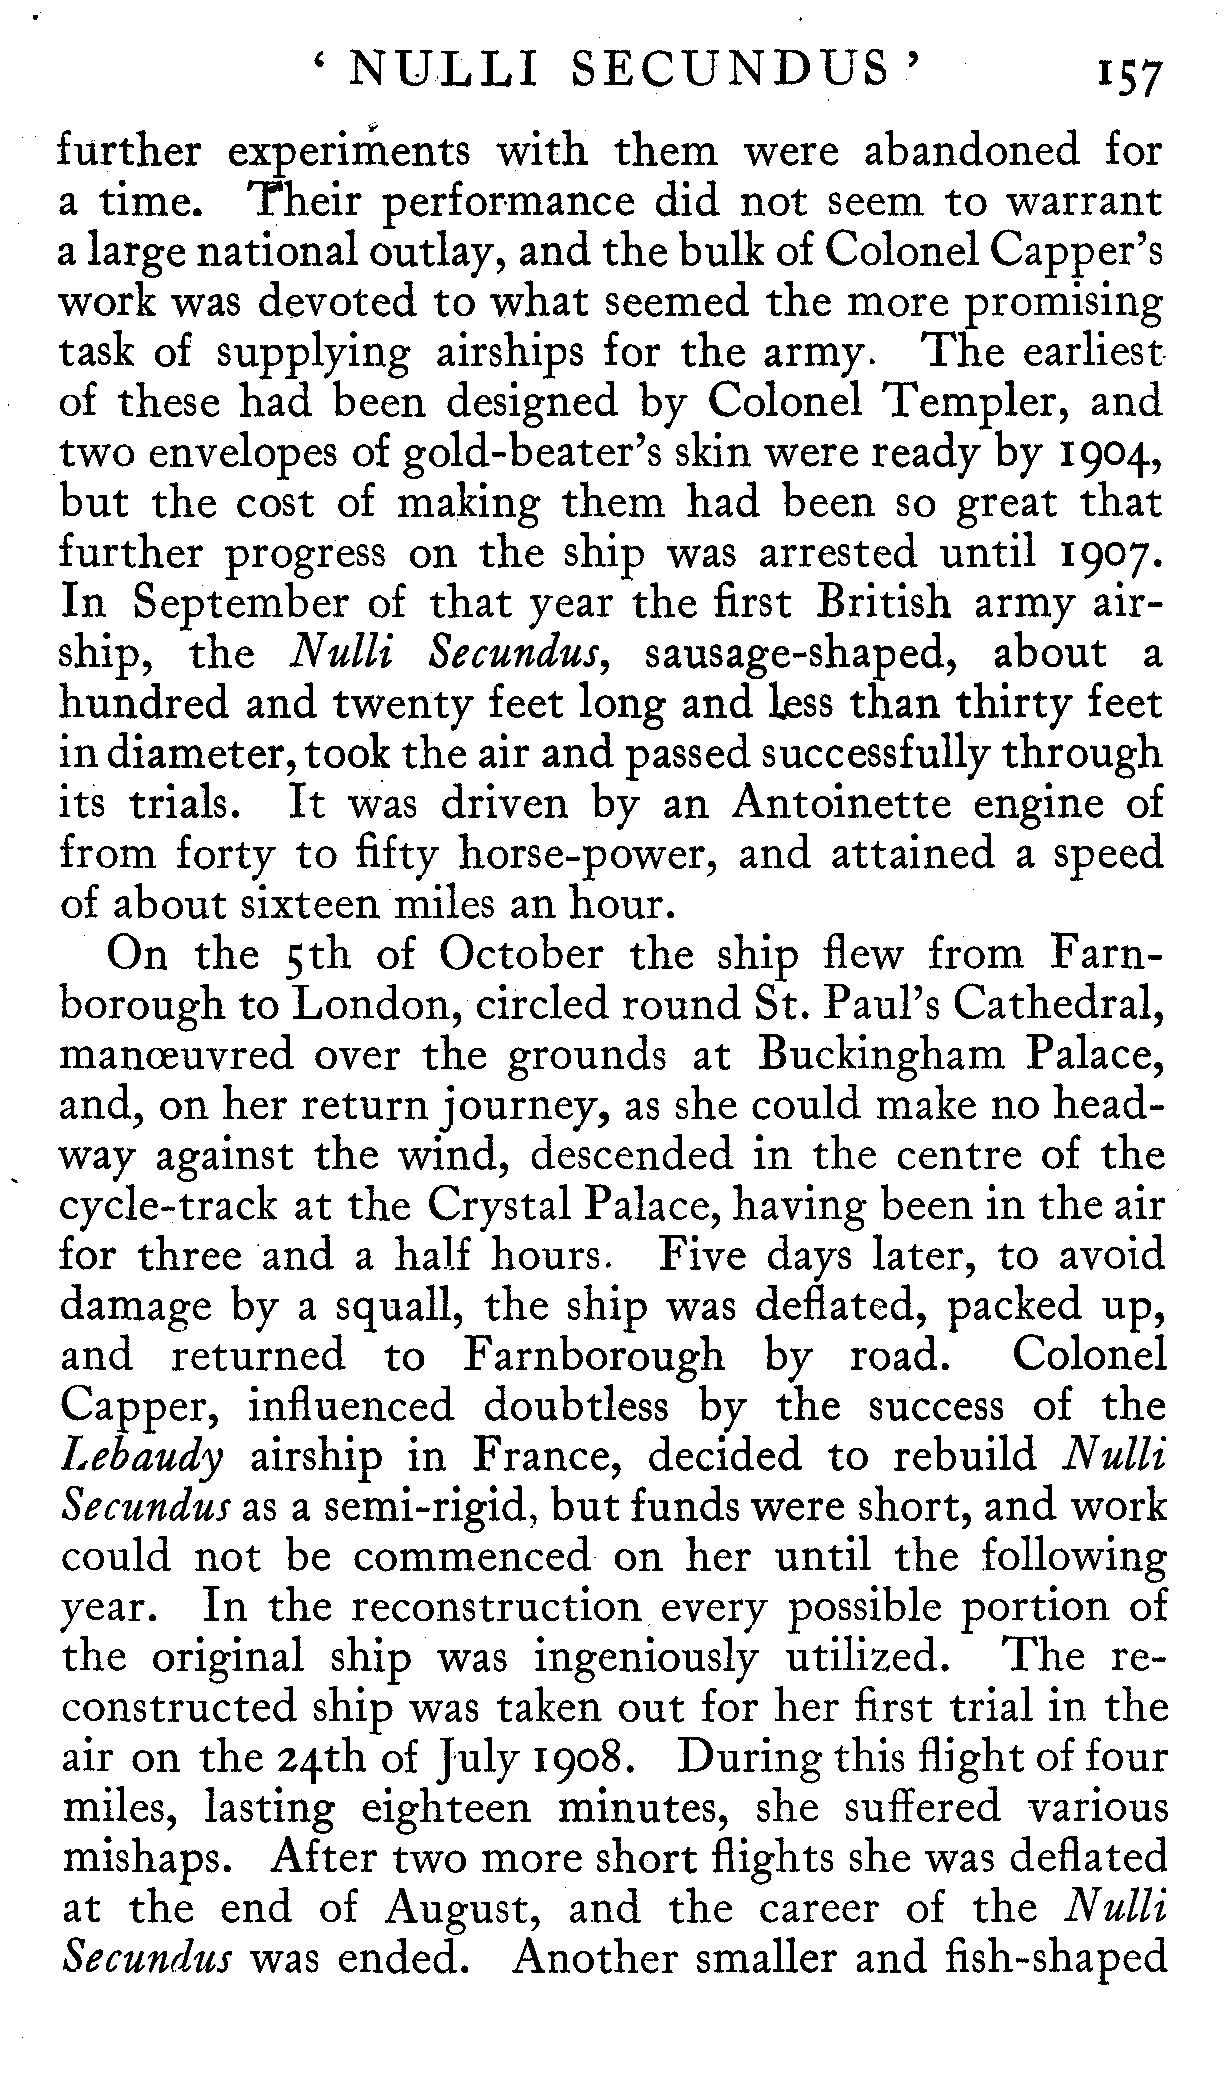 ‘ NULLI SECUNDUS ’ 157
further experiments with them were abandoned for
a time. Their performance did not seem to warrant
a large national outlay, and the bulk of Colonel Capper’s
work was devoted to what seemed the more promising
task of supplying airships for the army. The earliest
of these had been designed by Colonel Templer, and
two envelopes of gold-beater’s skin were ready by 1904,
but the cost of making them had been so great that
further progress on the ship was arrested until 1907.
In September of that year the first British army air-
ship, the Nulli Secundus, sausage-shaped, about a
hundred and twenty feet long and less than thirty feet
in diameter, took the air and passed successfully through
its trials. It was driven by an Antoinette engine of
from forty to fifty horse-power, and attained a speed
of about sixteen miles an hour.
On the 5th of October the ship flew from Farn-
borough to London, circled round St. Paul’s Cathedral,
manœuvred over the grounds at Buckingham Palace,
and, on her return journey, as she could make no head-
way against the wind, descended in the centre of the
cycle-track at the Crystal Palace, having been in the air
for three and a half hours. Five days later, to avoid
damage by a squall, the ship was deflated, packed up,
and returned to Farnborough by road. Colonel
Capper, influenced doubtless by the success of the
Lebaudy airship in France, decided to rebuild Nulli
Secundus as a semi-rigid, but funds were short, and work
could not be commenced on her until the following
year. In the reconstruction every possible portion of
the original ship was ingeniously utilized. The re-
constructed ship was taken out for her first trial in the
air on the 24th of July 1908. During this flight of four
miles, lasting eighteen minutes, she suffered various
mishaps. After two more short flights she was deflated
at the end of August, and the career of the Nulli
Secundus was ended. Another smaller and fish-shaped